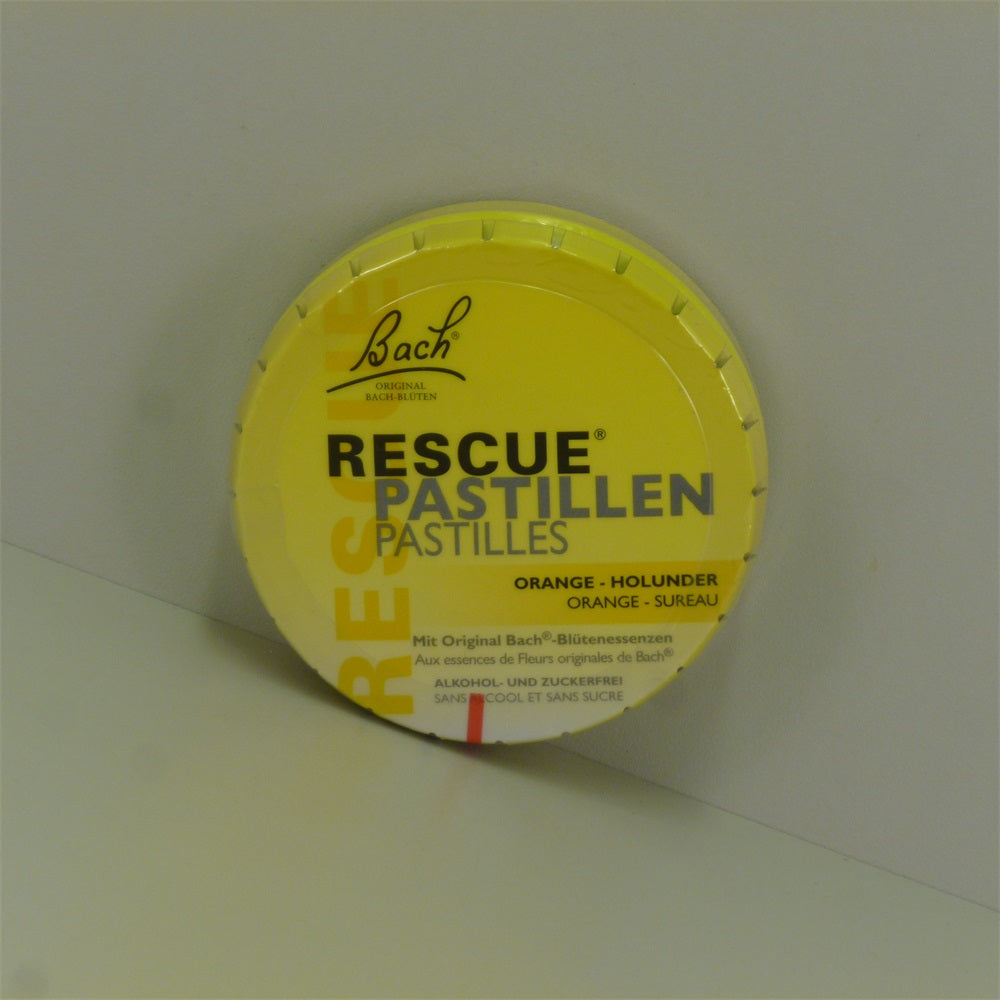 Bach®
ORIGINAL
BACH-BLÜTEN
RESCUE
RESCUE®
PASTILLEN
PASTILLES
ORANGE - HOLUNDER
ORANGE - SUREAU
Mit Original Bach®-Blütenessenzen
Aux essences de Fleurs originales de Bach®
ALKOHOL- UND ZUCKERFREI
SANS ALCOOL ET SANS SUCRE